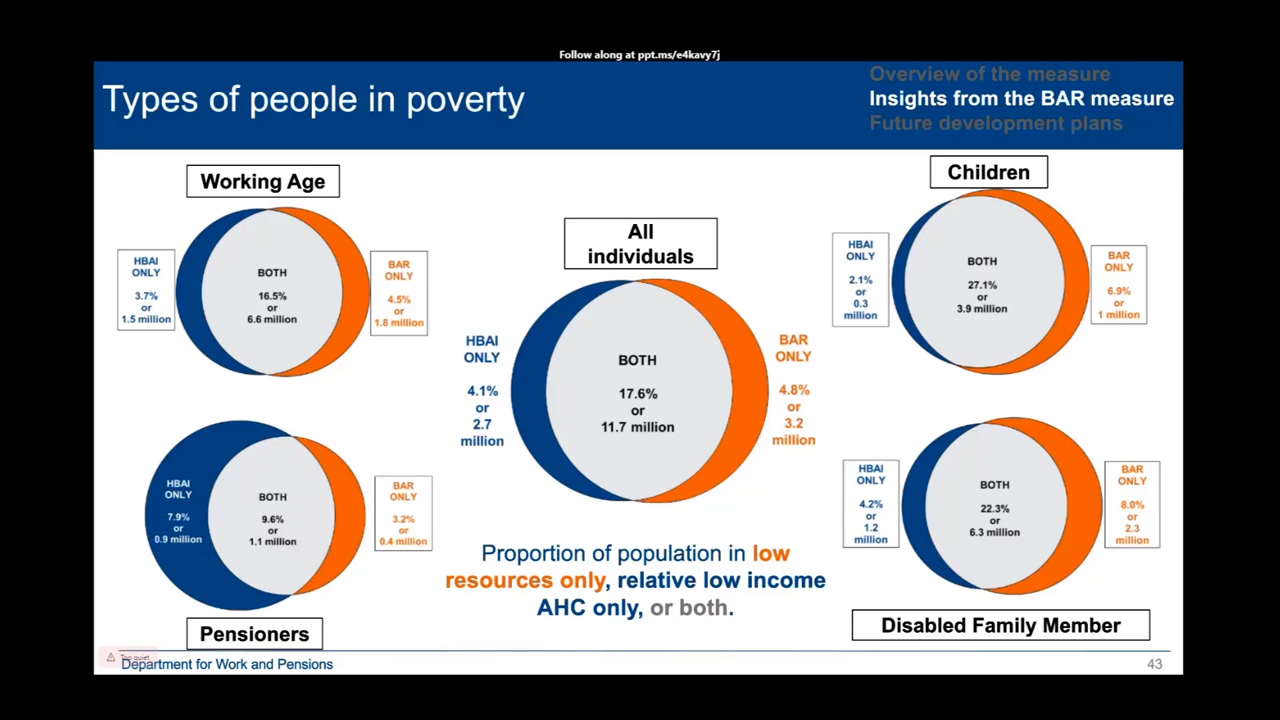 Follow along at ppt.ms/e4kavy7j
Types of people in poverty
Overview of the measure
Insights from the BAR measure
Future development plans
Working Age
HBAI
ONLY
3.7%
or
1.5 million
BOTH
16.5%
or
6.6 million
BAR
ONLY
4.5%
or
1.8 million
All
individuals
HBAI
ONLY
4.1%
or
2.7
million
BOTH
17.6%
or
11.7 million
BAR
ONLY
4.8%
or
3.2
million
Children
HBAI
ONLY
2.1%
or
0.3
million
BOTH
27.1%
or
3.9 million
BAR
ONLY
6.9%
or
1 million
HBAI
ONLY
7.9%
or
0.9 million
BOTH
9.6%
or
1.1 million
BAR
ONLY
3.2%
or
0.4 million
Pensioners
Proportion of population in low
resources only, relative low income
AHC only, or both.
HBAI
ONLY
4.2%
or
1.2
million
BOTH
22.3%
or
6.3 million
BAR
ONLY
8.0%
or
2.3
million
Disabled Family Member
Too quiet
Department for Work and Pensions
43